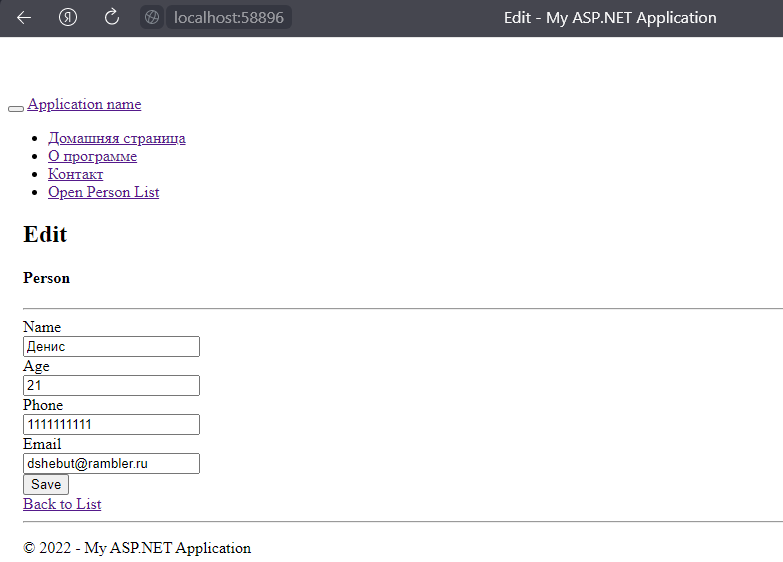 Я localhost:58896 Edit - My ASP.NET Application
Application name
Домашняя страница
О программе
Контакт
Open Person List
Edit
Person
Name
Денис
Age
21
Phone
1111111111
Email
dshebut@rambler.ru
Save
Back to List
© 2022 - My ASP.NET Application